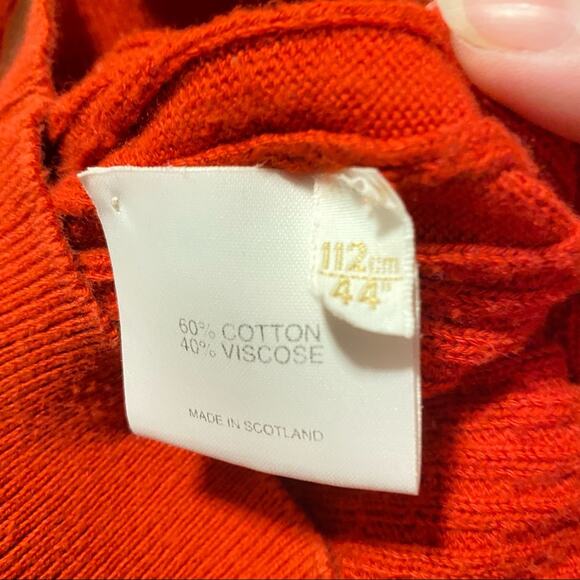 112cm
44"
60% COTTON
40% VISCOSE
MADE IN SCOTLAND